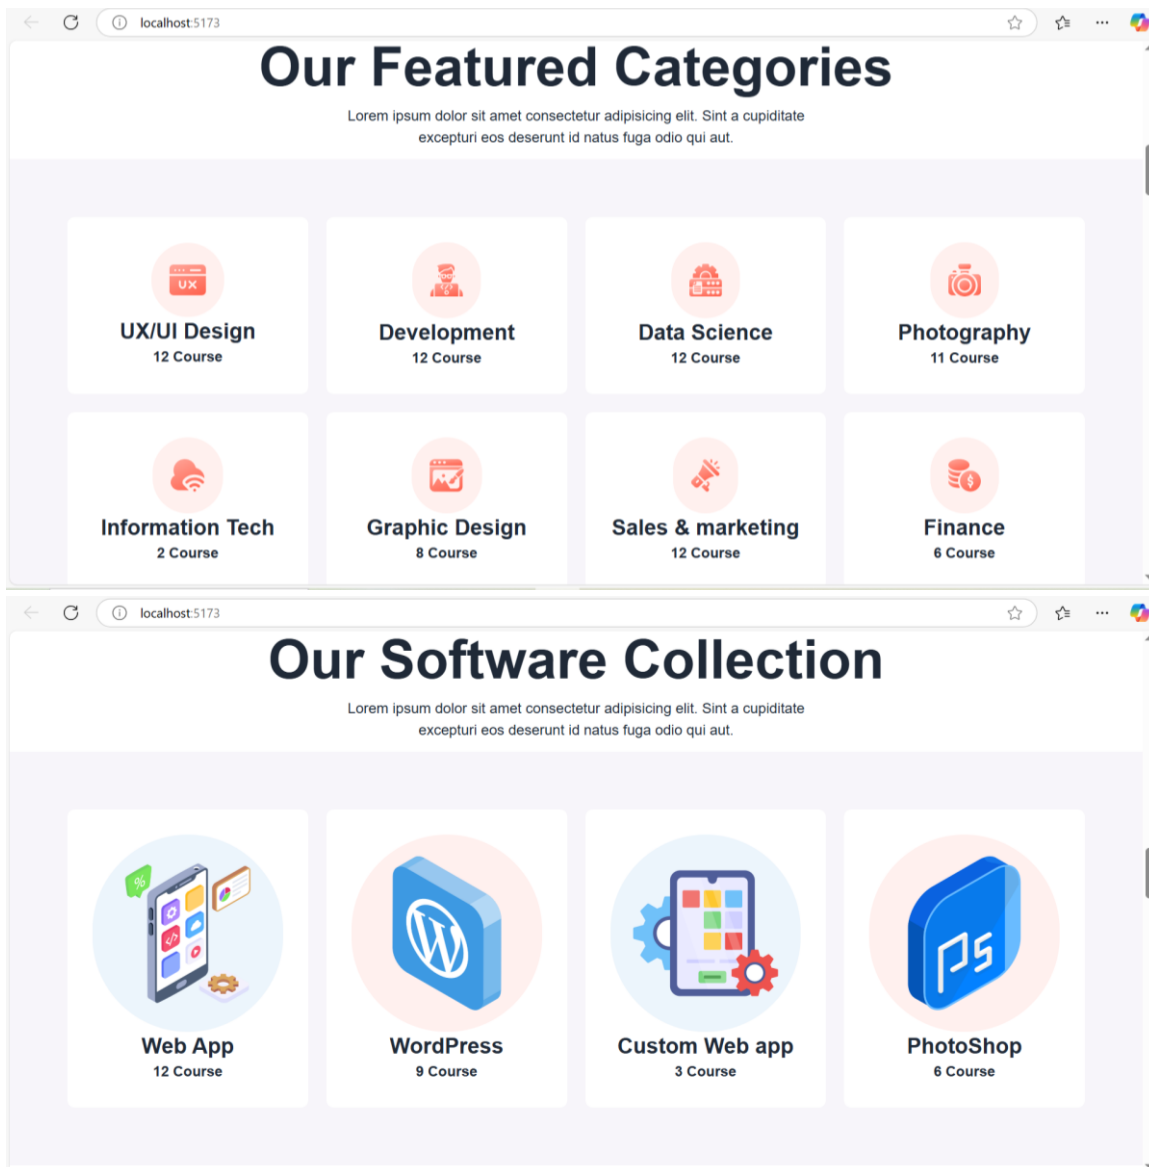 localhost:5173
Our Featured Categories
Lorem ipsum dolor sit amet consectetur adipisicing elit. Sint a cupiditate
excepturi eos deserunt id natus fuga odio qui aut.
UX
UX/UI Design
12 Course
Development
12 Course
Data Science
12 Course
Photography
11 Course
Information Tech
2 Course
Graphic Design
8 Course
Sales & marketing
12 Course
$
Finance
6 Course
localhost:5173
Our Software Collection
Lorem ipsum dolor sit amet consectetur adipisicing elit. Sint a cupiditate
excepturi eos deserunt id natus fuga odio qui aut.
%
</>
Web App
12 Course
W
WordPress
9 Course
Custom Web app
3 Course
Ps
PhotoShop
6 Course